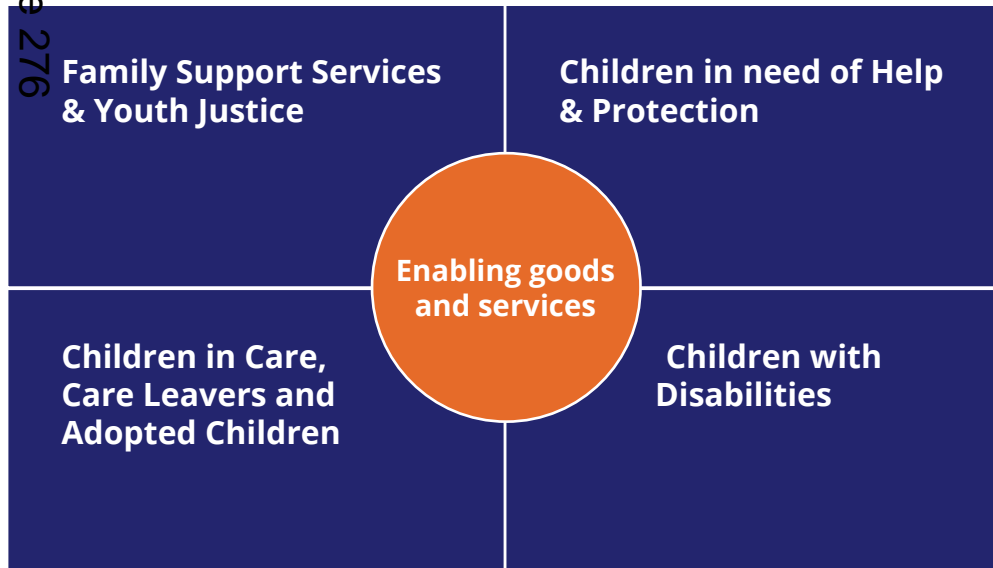 e 276
Family Support Services
& Youth Justice
Children in need of Help
& Protection
Enabling goods
and services
Children in Care,
Care Leavers and
Adopted Children
Children with
Disabilities